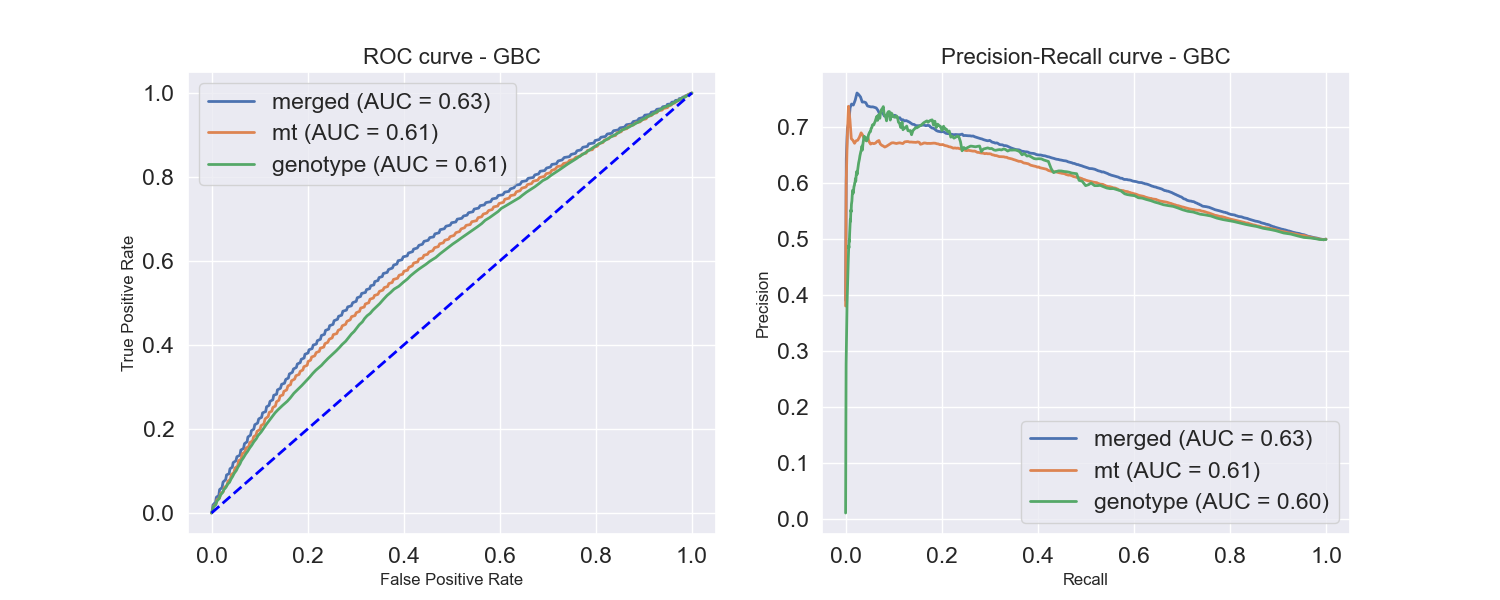 ROC curve - GBC
merged (AUC = 0.63)
mt (AUC = 0.61)
genotype (AUC = 0.61)
1.0
0.8
0.6
0.4
0.2
0.0
True Positive Rate
0.0 0.2 0.4 0.6 0.8 1.0
False Positive Rate
Precision-Recall curve - GBC
0.7
0.6
0.5
0.4
0.3
0.2
0.1
0.0
Precision
merged (AUC = 0.63)
mt (AUC = 0.61)
genotype (AUC = 0.60)
0.0 0.2 0.4 0.6 0.8 1.0
Recall